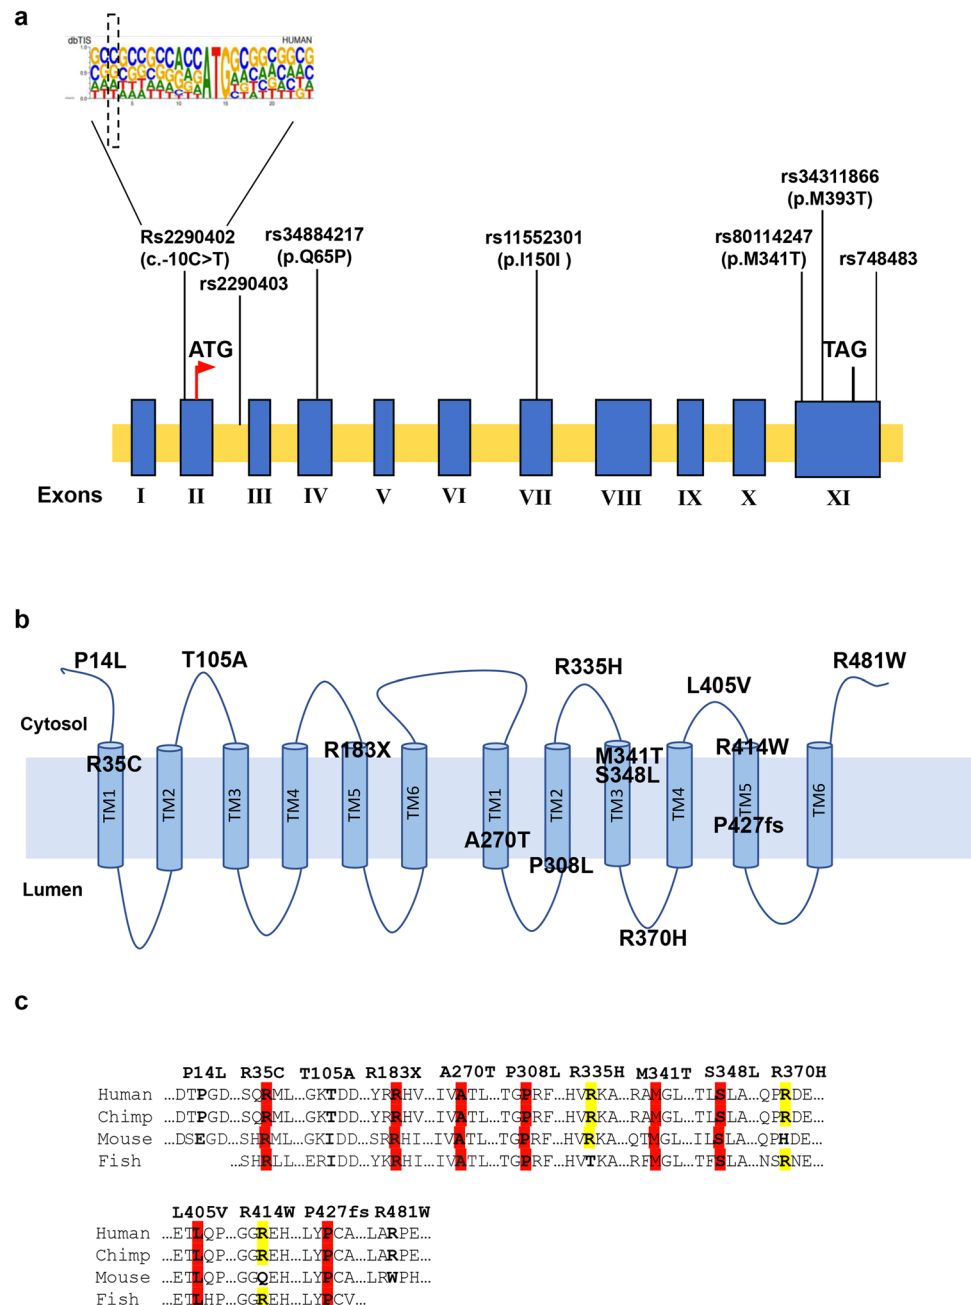 a
dbTIS HUMAN
rs34311866
(p.M393T)
Rs2290402 rs34884217 rs11552301 rs80114247
(c.-10C>T) (p.Q65P) (p.I150I ) (p.M341T) rs748483
rs2290403
ATG TAG
Exons I II III IV V VI VII VIII IX X XI
b
P14L T105A R335H L405V R481W
Cytosol
R35C R183X M341T R414W
S348L
TM1 TM2 TM3 TM4 TM5 TM6 TM1 TM2 TM3 TM4 TM5 TM6
A270T P427fs
P308L
Lumen
R370H
c
P14L R35C T105A R183X A270T P308L R335H M341T S348L R370H
Human …DTPGD…SQRML…GKTDD…YRRHV…IVATL…TGPRF…HVRKA…RAMGL…TLSLA…QPRDE…
Chimp …DTPGD…SQRML…GKTDD…YRRHV…IVATL…TGPRF…HVRKA…RAMGL…TLSLA…QPRDE…
Mouse …DSEGD…SHRML…GKIDD…SRRHI…IVATL…TGPRF…HVRKA…QTMGL…ILSLA…QPHDE…
Fish …SHRLL…ERIDD…YKRHI…IVATL…TGPRF…HVTKA…RFMGL…TFSLA…NSRNE…
L405V R414W P427fs R481W
Human …ETLQP…GGREH…LYPCA…LARPE…
Chimp …ETLQP…GGREH…LYPCA…LARPE…
Mouse …ETLQP…GGQEH…LYPCA…LRWPH…
Fish …ETLHP…GGREH…LYPCV…